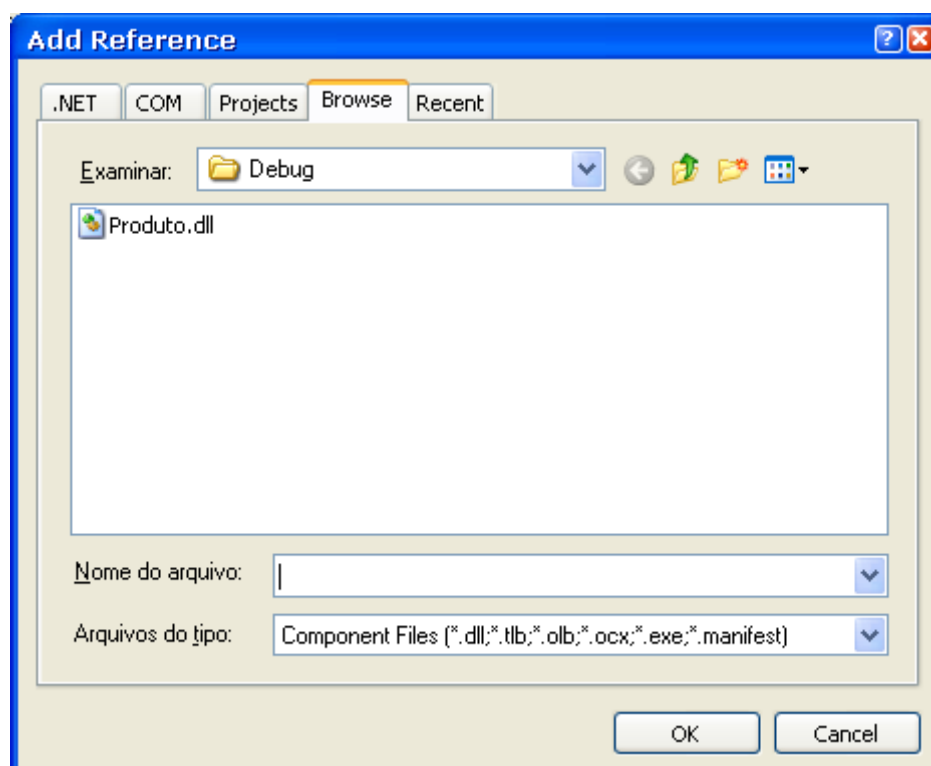 Add Reference
.NET COM Projects Browse Recent
Examinar: Debug
Produto.dll
Nome do arquivo:
Arquivos do tipo: Component Files (*.dll;*.tlb;*.olb;*.ocx;*.exe;*.manifest)
OK Cancel